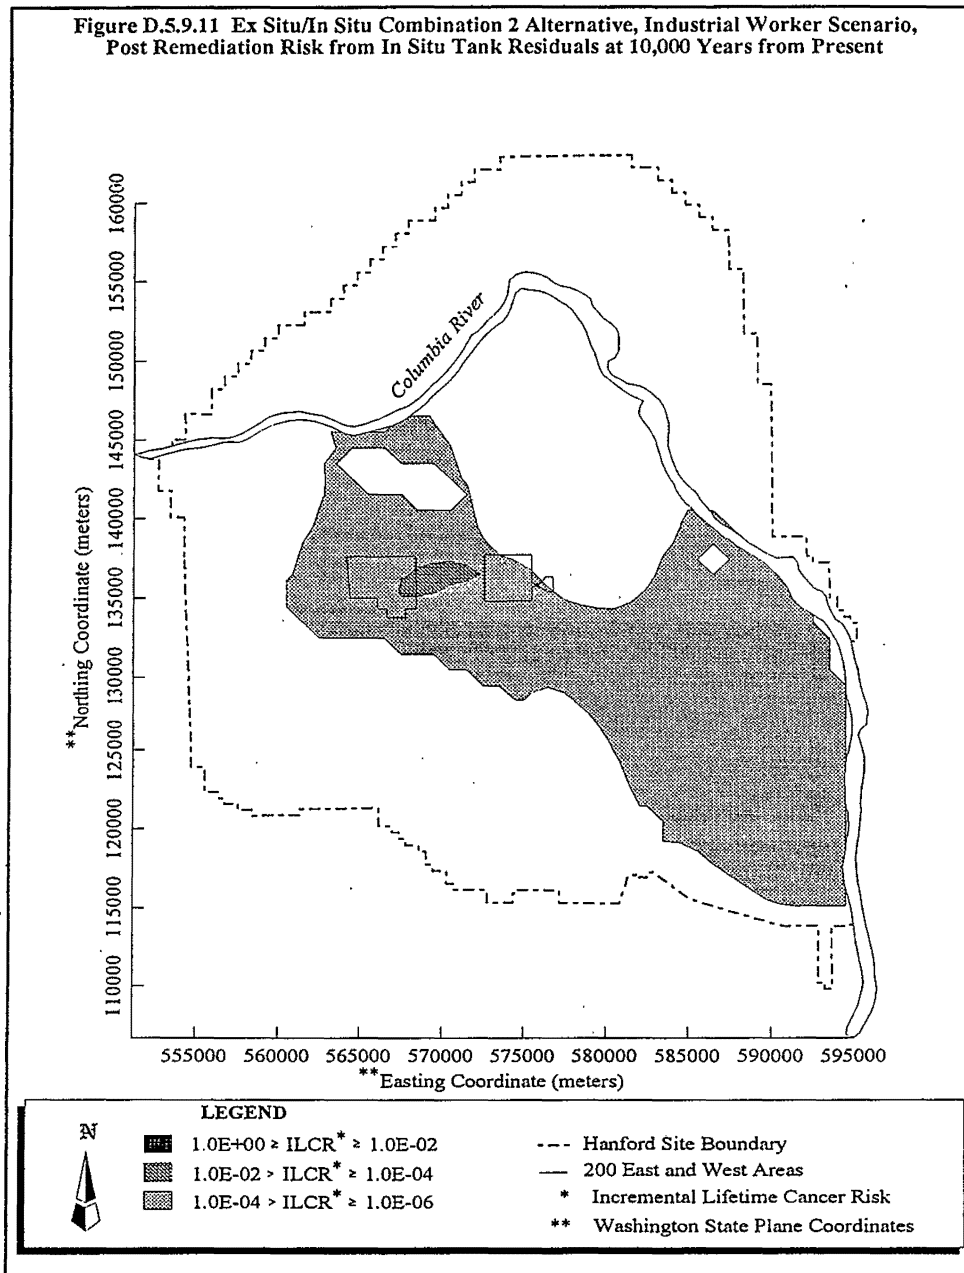 Figure D.5.9.11 Ex Situ/In Situ Combination 2 Alternative, Industrial Worker Scenario,
Post Remediation Risk from In Situ Tank Residuals at 10,000 Years from Present
160000
155000
150000
145000
140000
135000
130000
125000
120000
115000
110000
**Northing Coordinate (meters)
Columbia River
555000 560000 565000 570000 575000 580000 585000 590000 595000
**Easting Coordinate (meters)
LEGEND
N
1.0E+00 ≥ ILCR* ≥ 1.0E-02
1.0E-02 > ILCR* ≥ 1.0E-04
1.0E-04 > ILCR* ≥ 1.0E-06
Hanford Site Boundary
200 East and West Areas
* Incremental Lifetime Cancer Risk
** Washington State Plane Coordinates